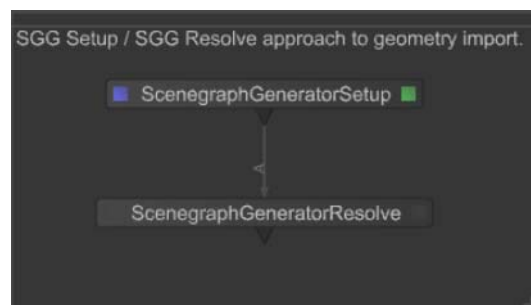 SGG Setup / SGG Resolve approach to geometry import.
ScenegraphGeneratorSetup
ScenegraphGeneratorResolve